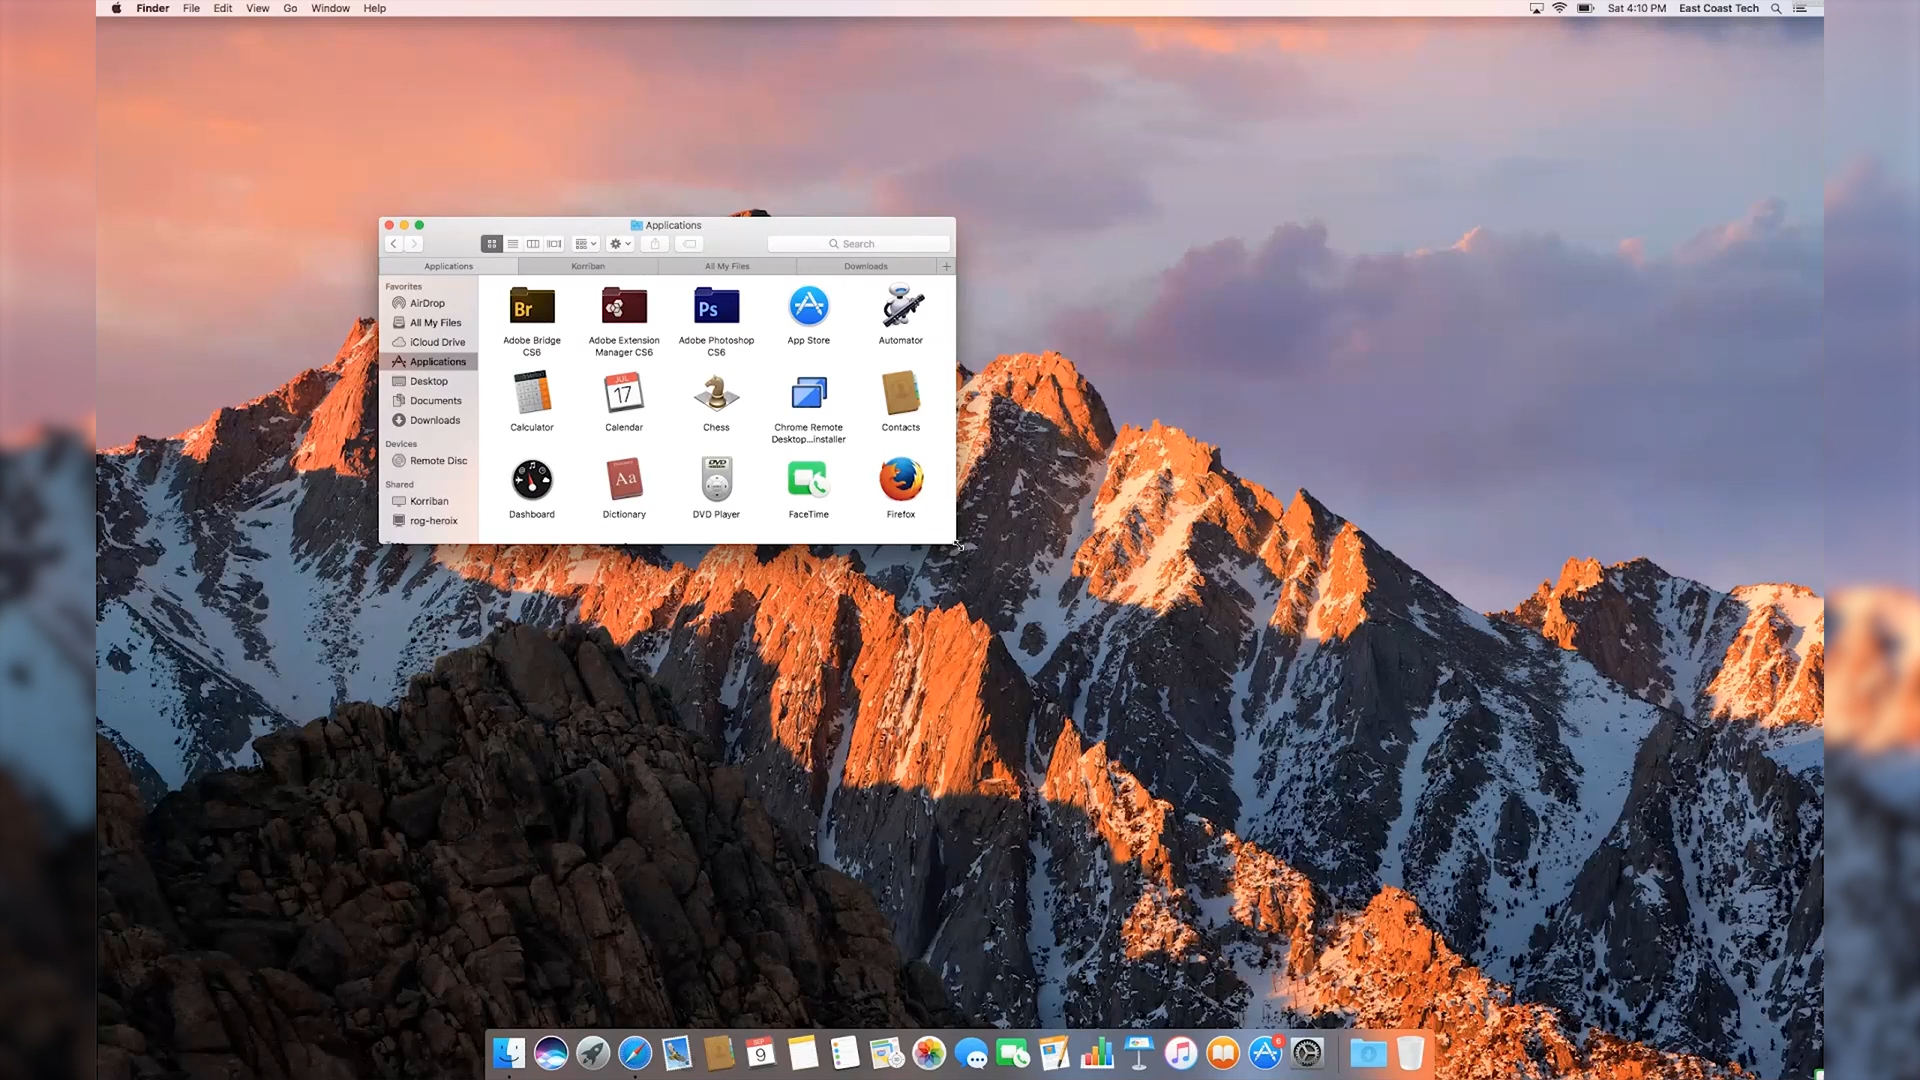 Finder File Edit View Go Window Help
Sat 4:10 PM East Coast Tech
Applications
Search
Applications Korriban All My Files Downloads
Favorites
AirDrop
All My Files
iCloud Drive
Applications
Desktop
Documents
Downloads
Devices
Remote Disc
Shared
Korriban
rog-heroix
Br
Ps
Adobe Bridge
CS6
Adobe Extension
Manager CS6
Adobe Photoshop
CS6
App Store
Automator
JUL
17
Calculator
Calendar
Chess
Chrome Remote
Desktop...installer
Contacts
Aa
DVD
Dashboard
Dictionary
DVD Player
FaceTime
Firefox
SEP
9
6